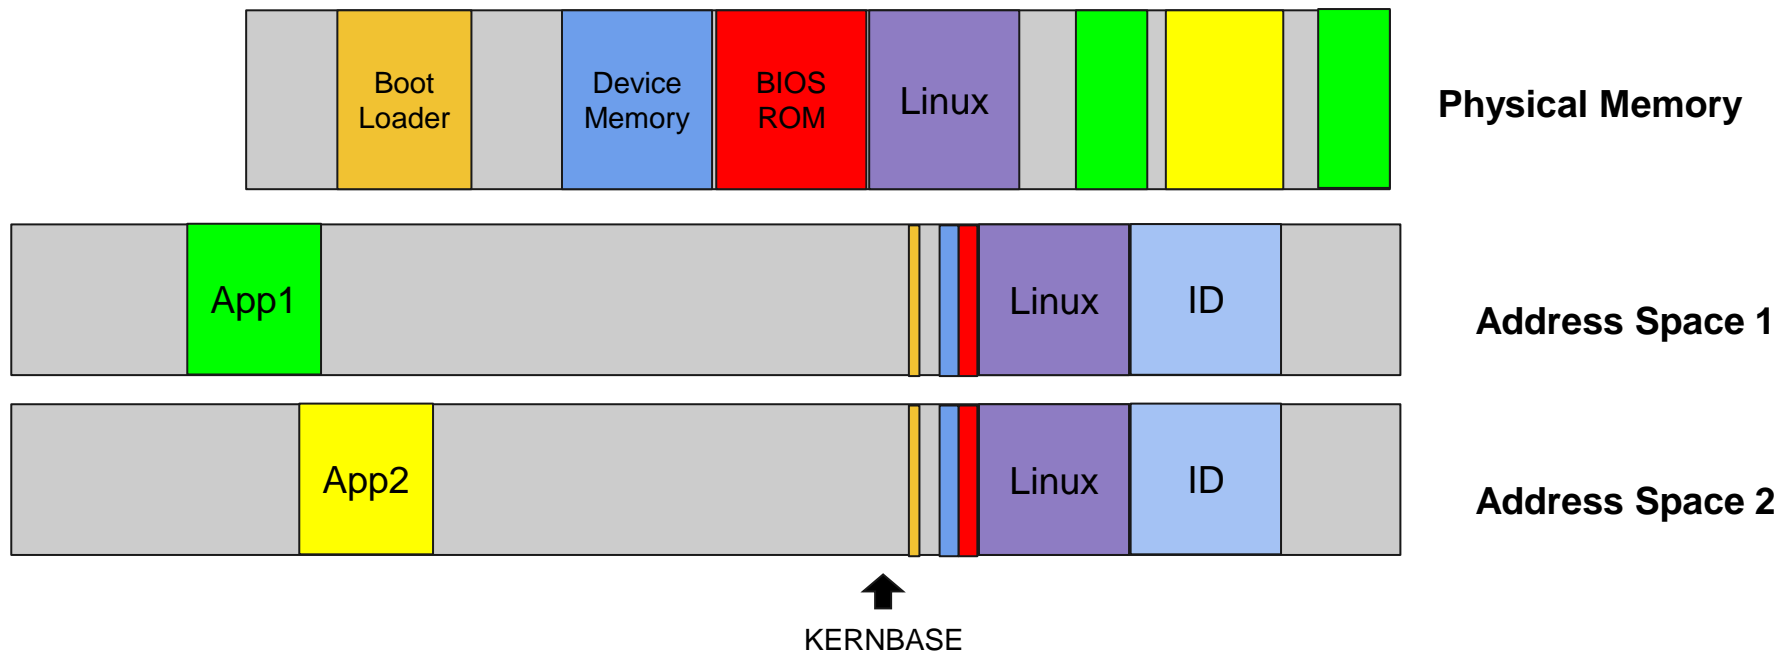 Boot
Loader
Device
Memory
BIOS
ROM
Linux
Physical Memory
App1
Linux
ID
Address Space 1
App2
Linux
ID
Address Space 2
KERNBASE